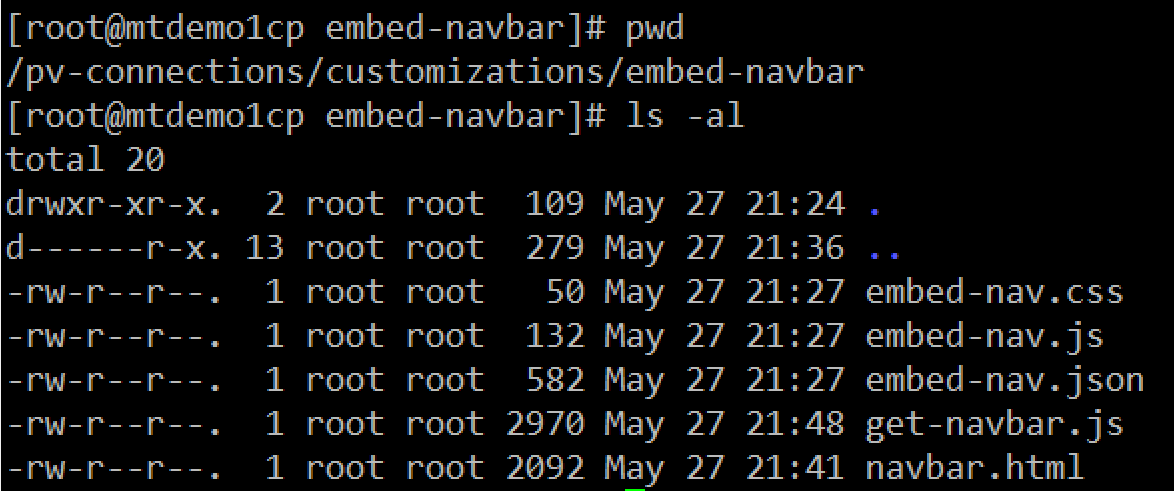 [root@mtdemo1cp embed-navbar]# pwd
/pv-connections/customizations/embed-navbar
[root@mtdemo1cp embed-navbar]# ls -al
total 20
drwxr-xr-x.  2 root root  109 May 27 21:24 .
d------r-x. 13 root root  279 May 27 21:36 ..
-rw-r--r--.  1 root root   50 May 27 21:27 embed-nav.css
-rw-r--r--.  1 root root  132 May 27 21:27 embed-nav.js
-rw-r--r--.  1 root root  582 May 27 21:27 embed-nav.json
-rw-r--r--.  1 root root 2970 May 27 21:48 get-navbar.js
-rw-r--r--.  1 root root 2092 May 27 21:41 navbar.html